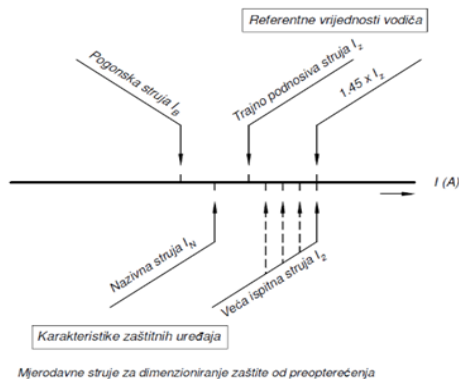 Referentne vrijednosti vodiča
Pogonska struja I_B
Trajno podnosiva struja I_z
1.45 x I_z
I (A)
Nazivna struja I_N
Veća ispitna struja I_2
Karakteristike zaštitnih uređaja
Mjerodavne struje za dimenzioniranje zaštite od preopterećenja